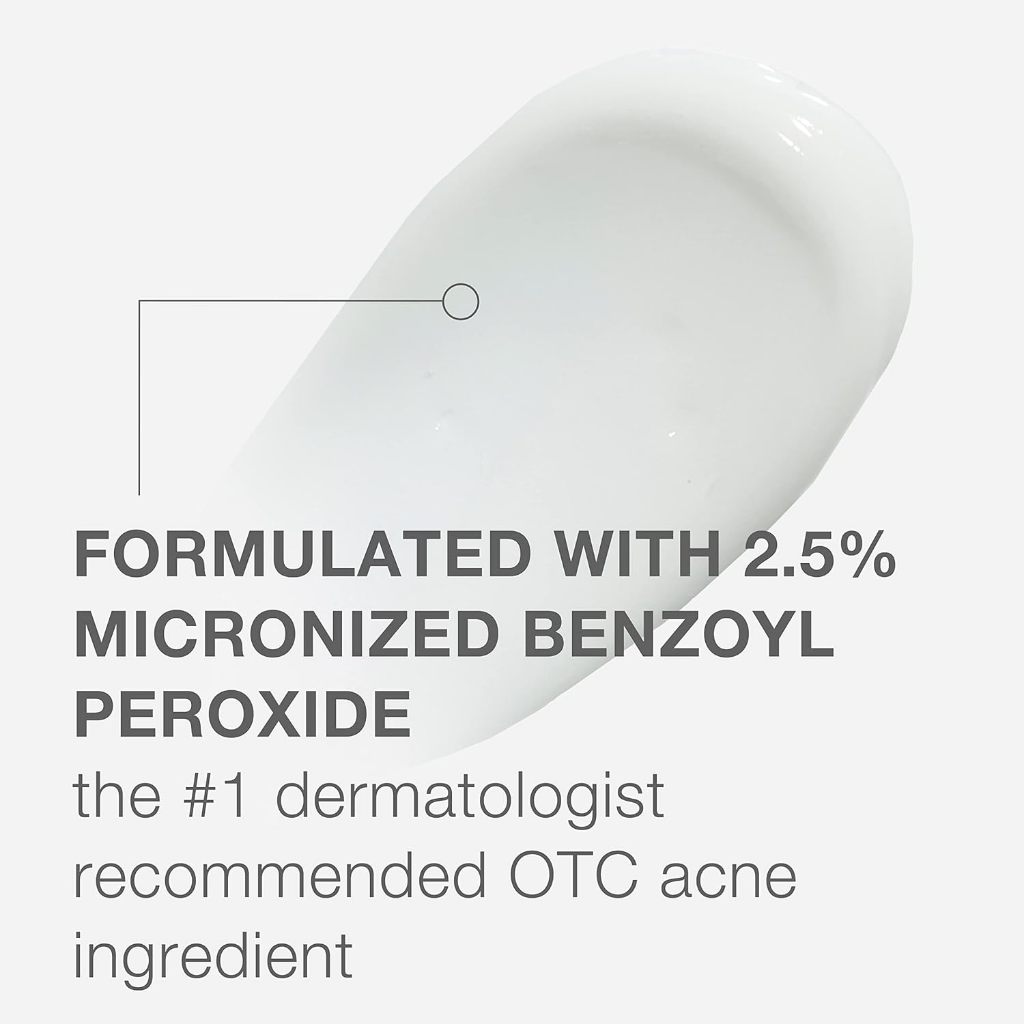 FORMULATED WITH 2.5%
MICRONIZED BENZOYL
PEROXIDE
the #1 dermatologist
recommended OTC acne
ingredient